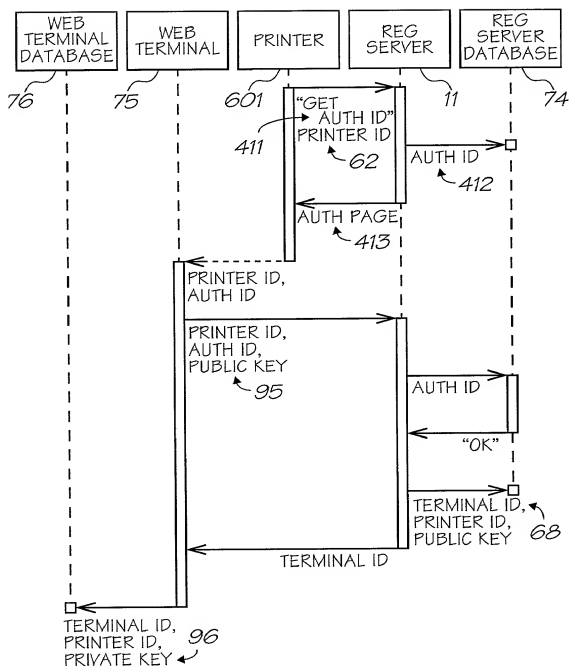 WEB
TERMINAL
DATABASE
WEB
TERMINAL
PRINTER
REG
SERVER
REG
SERVER
DATABASE
76
75
601
11
74
"GET
AUTH ID"
PRINTER ID
411
62
AUTH ID
412
AUTH PAGE
413
PRINTER ID,
AUTH ID
PRINTER ID,
AUTH ID,
PUBLIC KEY
95
AUTH ID
"OK"
TERMINAL ID,
PRINTER ID,
PUBLIC KEY
68
TERMINAL ID
TERMINAL ID,
PRINTER ID,
PRIVATE KEY
96